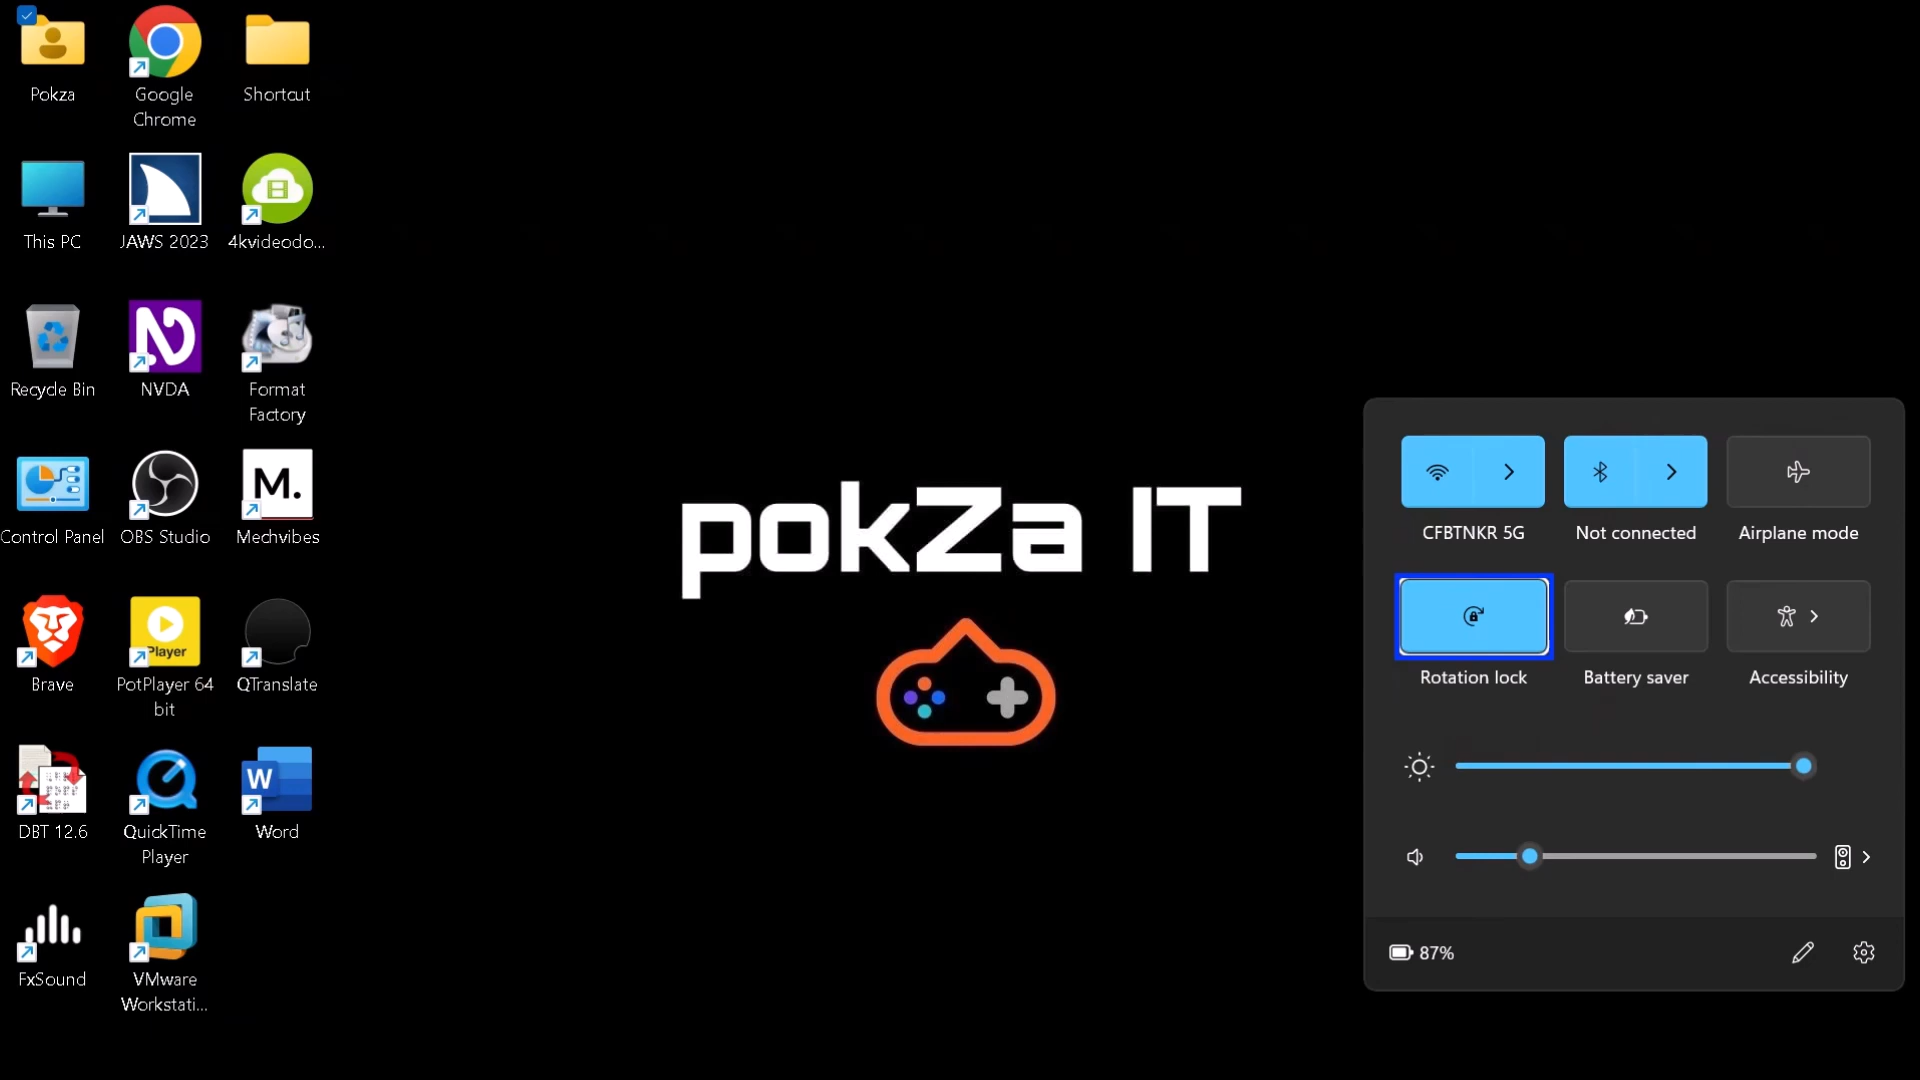 Pokza
Google
Chrome
Shortcut
This PC
JAWS 2023
4kvideodo...
Recycle Bin
NVDA
Format
Factory
Control Panel
OBS Studio
M.
Mechvibes
Brave
Player
PotPlayer 64
bit
QTranslate
DBT 12.6
QuickTime
Player
W
Word
FxSound
VMware
Workstati...
pokZa IT
CFBTNKR 5G
Not connected
Airplane mode
Rotation lock
Battery saver
Accessibility
87%